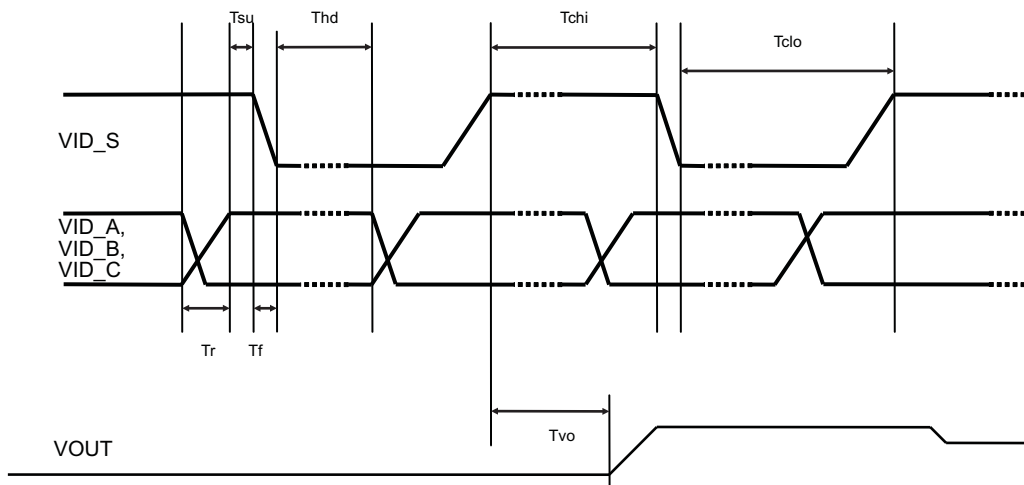 Tsu
Thd
Tchi
Tclo
VID_S
VID_A,
VID_B,
VID_C
Tr
Tf
Tvo
VOUT